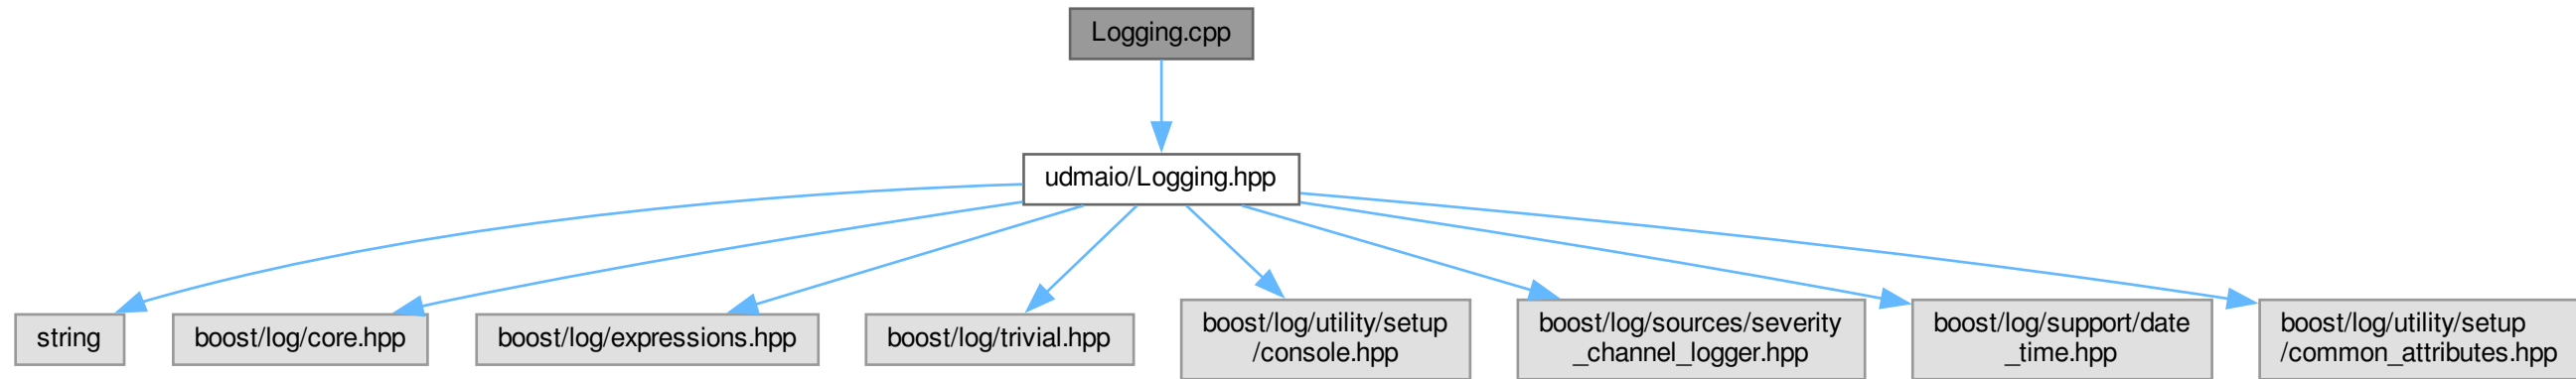 Logging.cpp
udmaio/Logging.hpp
string
boost/log/core.hpp
boost/log/expressions.hpp
boost/log/trivial.hpp
boost/log/utility/setup
/console.hpp
boost/log/sources/severity
_channel_logger.hpp
boost/log/support/date
_time.hpp
boost/log/utility/setup
/common_attributes.hpp